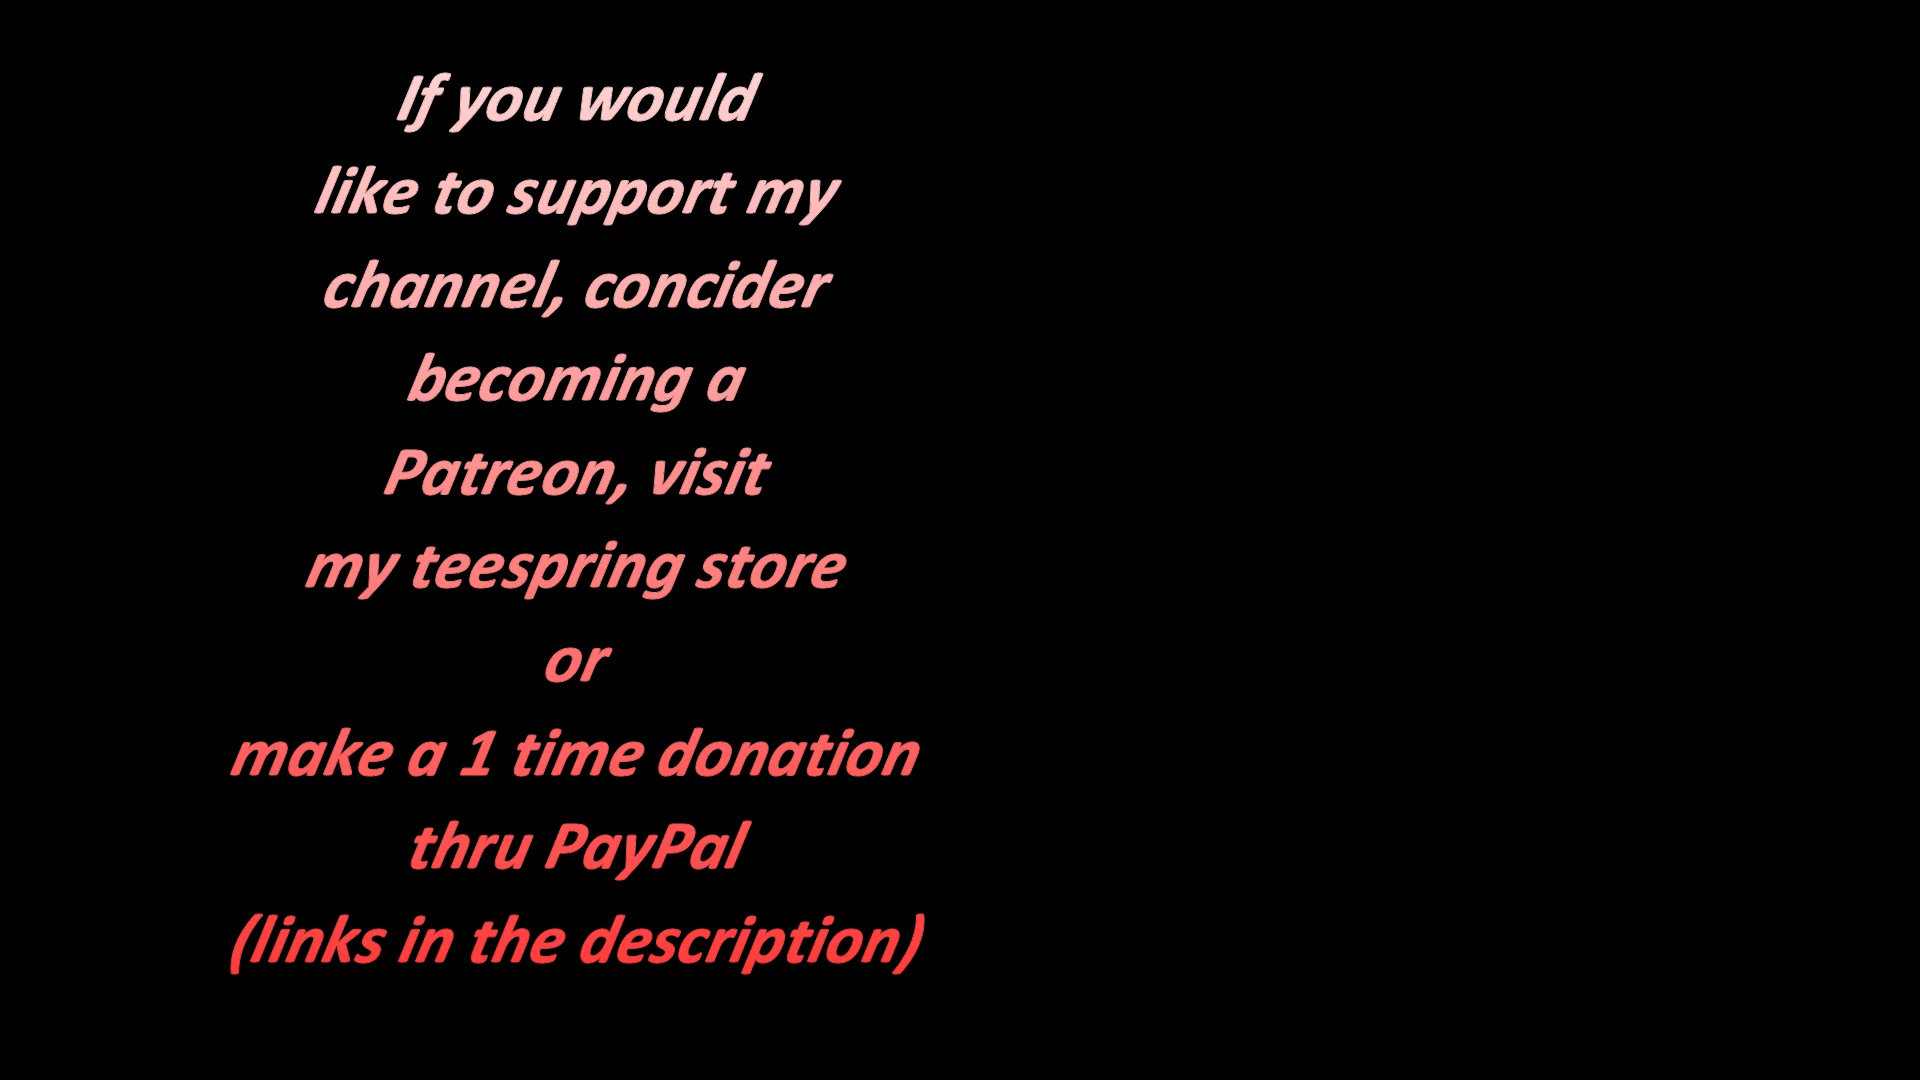 If you would
like to support my
channel, concider
becoming a
Patreon, visit
my teespring store
or
make a 1 time donation
thru PayPal
(links in the description)